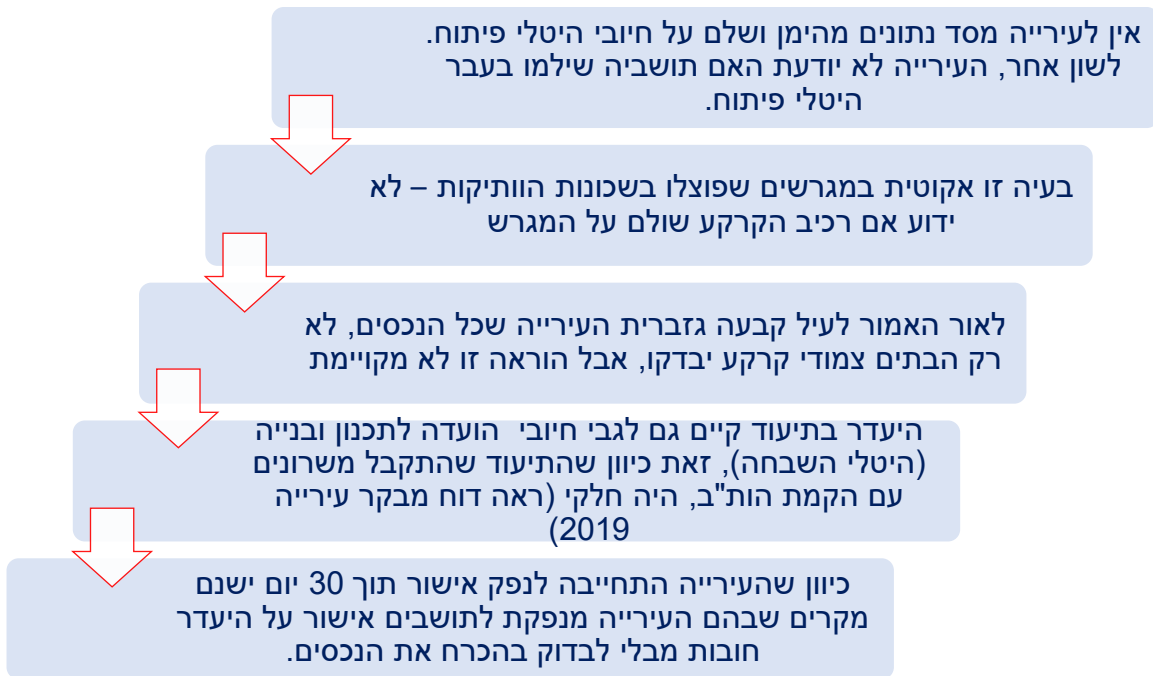 אין לעירייה מסד נתונים מהימן ושלם על חיובי היטלי פיתוח.
לשון אחר, העירייה לא יודעת האם תושביה שילמו בעבר
היטלי פיתוח.
בעיה זו אקוטית במגרשים שפוצלו בשכונות הוותיקות – לא
ידוע אם רכיב הקרקע שולם על המגרש
לאור האמור לעיל קבעה גזברית העירייה שכל הנכסים, לא
רק הבתים צמודי קרקע יבדקו, אבל הוראה זו לא מקויימת
היעדר בתיעוד קיים גם לגבי חיובי הועדה לתכנון ובנייה
(היטלי השבחה), זאת כיוון שהתיעוד שהתקבל משרונים
עם הקמת הות"ב, היה חלקי (ראה דוח מבקר עירייה
2019)
כיוון שהעירייה התחייבה לנפק אישור תוך 30 יום ישנם
מקרים שבהם העירייה מנפקת לתושבים אישור על היעדר
חובות מבלי לבדוק בהכרח את הנכסים.